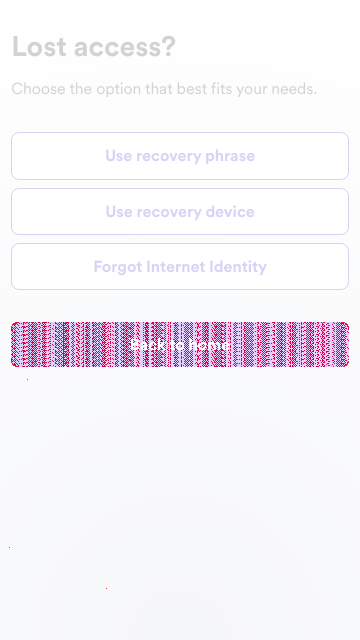 Lost access?
Choose the option that best fits your needs.
Use recovery phrase
Use recovery device
Forgot Internet Identity
Back to home